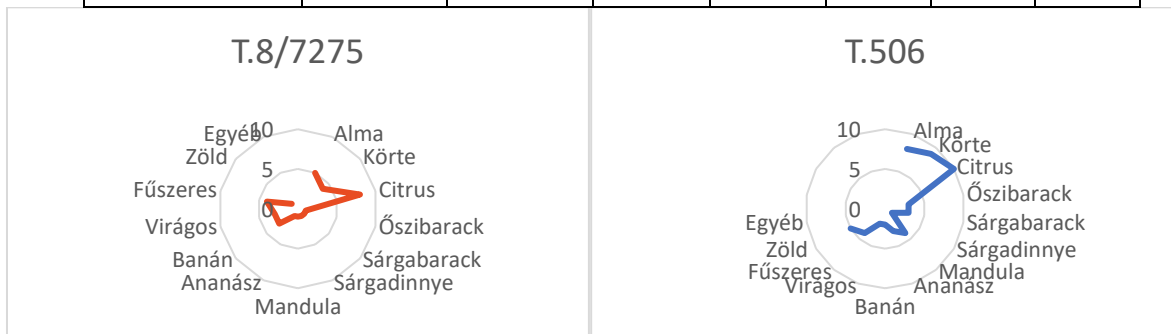 T.8/7275
10
5
0
Alma
Körte
Citrus
Őszibarack
Sárgabarack
Sárgadinnye
Mandula
Ananász
Banán
Virágos
Fűszeres
Zöld
Egyéb
T.506
10
5
0
Alma
Körte
Citrus
Őszibarack
Sárgabarack
Sárgadinnye
Mandula
Ananász
Banán
Virágos
Fűszeres
Zöld
Egyéb